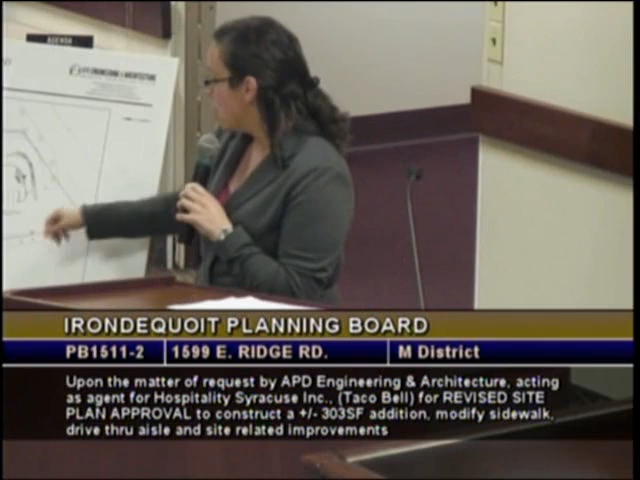 AGENDA
ENGINEERING & ARCHITECTURE
IRONDEQUOIT PLANNING BOARD
PB1511-2 1599 E. RIDGE RD. M District
Upon the matter of request by APD Engineering & Architecture, acting
as agent for Hospitality Syracuse Inc., (Taco Bell) for REVISED SITE
PLAN APPROVAL to construct a +/- 303SF addition, modify sidewalk,
drive thru aisle and site related improvements